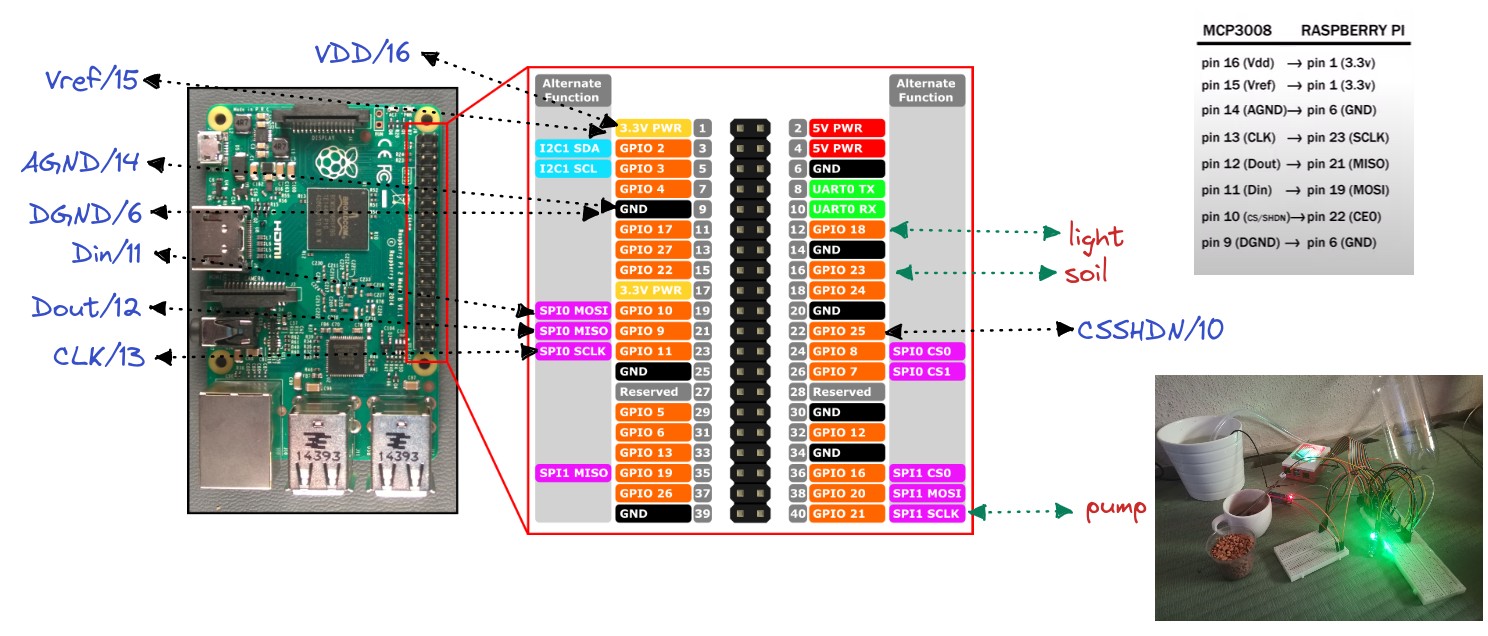 VDD/16
Vref/15
AGND/14
DGND/6
Din/11
Dout/12
CLK/13
Alternate
Function
Alternate
Function
3.3V PWR 1 2 5V PWR
I2C1 SDA GPIO 2 3 4 5V PWR
I2C1 SCL GPIO 3 5 6 GND
GPIO 4 7 8 UART0 TX
GND 9 10 UART0 RX
GPIO 17 11 12 GPIO 18
GPIO 27 13 14 GND
GPIO 22 15 16 GPIO 23
3.3V PWR 17 18 GPIO 24
SPI0 MOSI GPIO 10 19 20 GND
SPI0 MISO GPIO 9 21 22 GPIO 25
SPI0 SCLK GPIO 11 23 24 GPIO 8 SPI0 CS0
GND 25 26 GPIO 7 SPI0 CS1
Reserved 27 28 Reserved
GPIO 5 29 30 GND
GPIO 6 31 32 GPIO 12
GPIO 13 33 34 GND
SPI1 MISO GPIO 19 35 36 GPIO 16 SPI1 CS0
GPIO 26 37 38 GPIO 20 SPI1 MOSI
GND 39 40 GPIO 21 SPI1 SCLK
light
soil
CSSHDN/10
pump
MCP3008 RASPBERRY PI
pin 16 (Vdd) → pin 1 (3.3v)
pin 15 (Vref) → pin 1 (3.3v)
pin 14 (AGND) → pin 6 (GND)
pin 13 (CLK) → pin 23 (SCLK)
pin 12 (Dout) → pin 21 (MISO)
pin 11 (Din) → pin 19 (MOSI)
pin 10 (CS/SHDN) → pin 22 (CE0)
pin 9 (DGND) → pin 6 (GND)
DISPLAY
HDMI
Raspberry Pi 2 Model B V1.1
© Raspberry Pi 2014
14393
14393